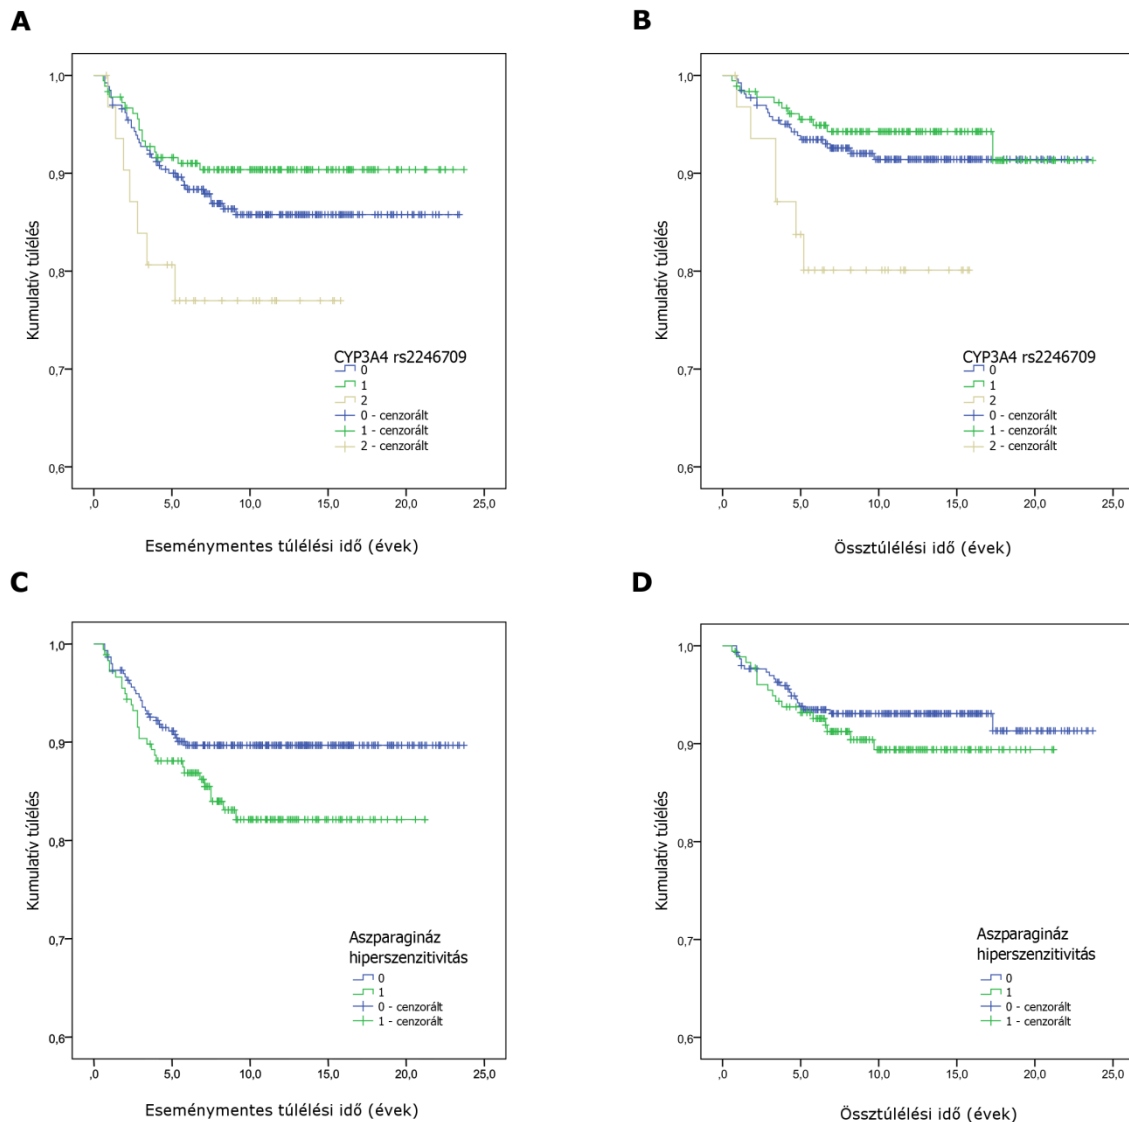 A
Kumulatív túlélés
1,0
0,9
0,8
0,7
0,6
CYP3A4 rs2246709
0
1
2
0 - cenzorált
1 - cenzorált
2 - cenzorált
,0 5,0 10,0 15,0 20,0 25,0
Eseménymentes túlélési idő (évek)
B
Kumulatív túlélés
1,0
0,9
0,8
0,7
0,6
CYP3A4 rs2246709
0
1
2
0 - cenzorált
1 - cenzorált
2 - cenzorált
,0 5,0 10,0 15,0 20,0 25,0
Össztúlélési idő (évek)
C
Kumulatív túlélés
1,0
0,9
0,8
0,7
0,6
Aszparagináz
hiperszenzitivitás
0
1
0 - cenzorált
1 - cenzorált
,0 5,0 10,0 15,0 20,0 25,0
Eseménymentes túlélési idő (évek)
D
Kumulatív túlélés
1,0
0,9
0,8
0,7
0,6
Aszparagináz
hiperszenzitivitás
0
1
0 - cenzorált
1 - cenzorált
,0 5,0 10,0 15,0 20,0 25,0
Össztúlélési idő (évek)